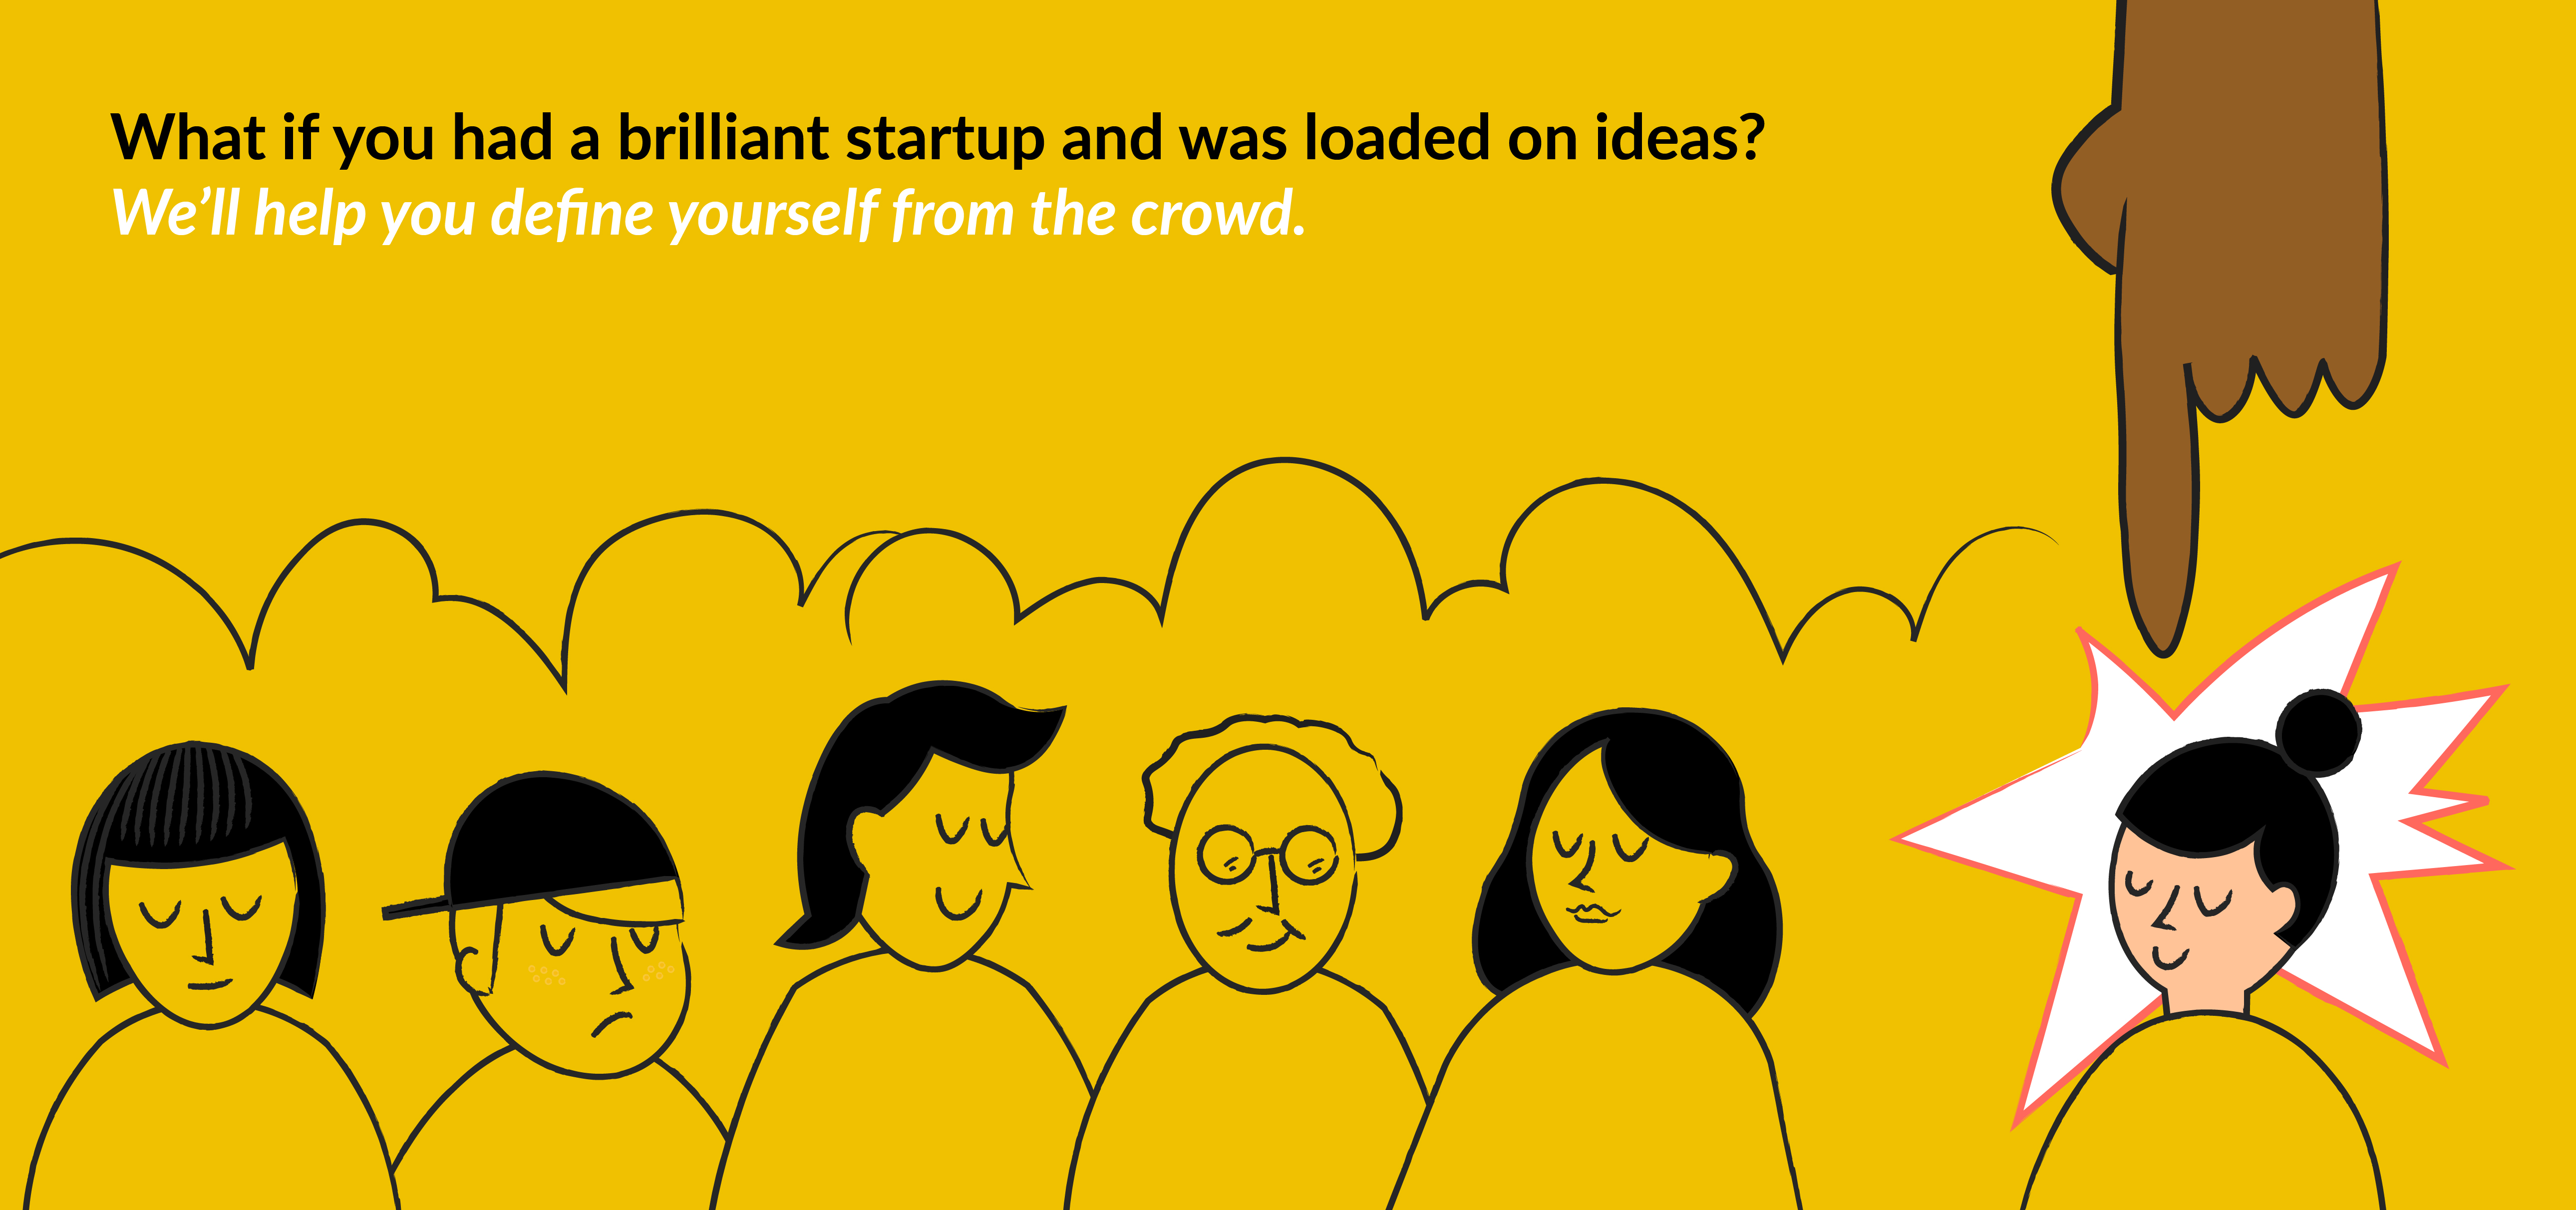 What if you had a brilliant startup and was loaded on ideas?
We’ll help you define yourself from the crowd.